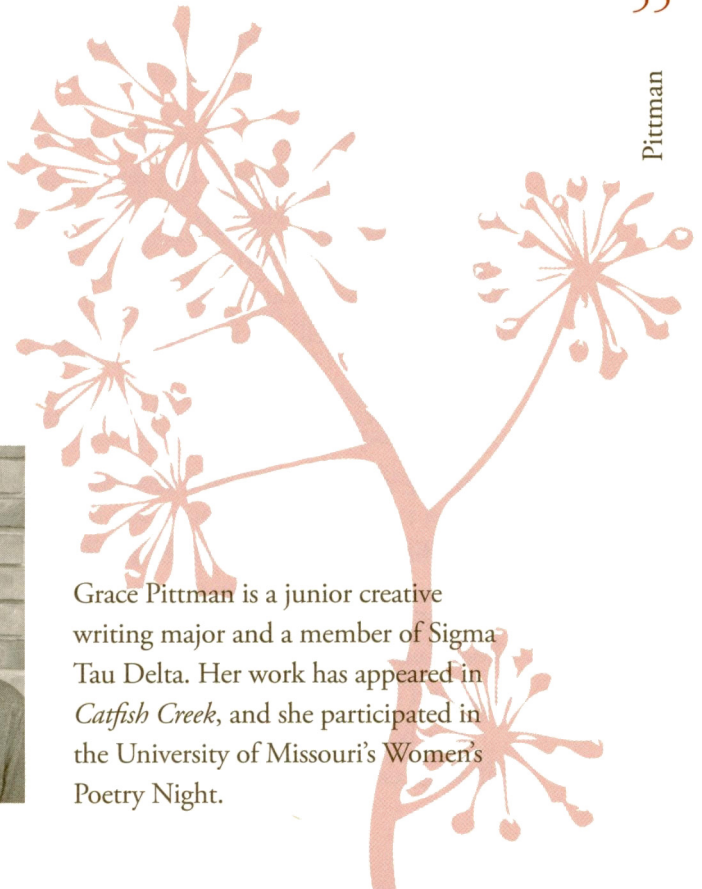 Pittman
Grace Pittman is a junior creative
writing major and a member of Sigma
Tau Delta. Her work has appeared in
Catfish Creek, and she participated in
the University of Missouri’s Women’s
Poetry Night.